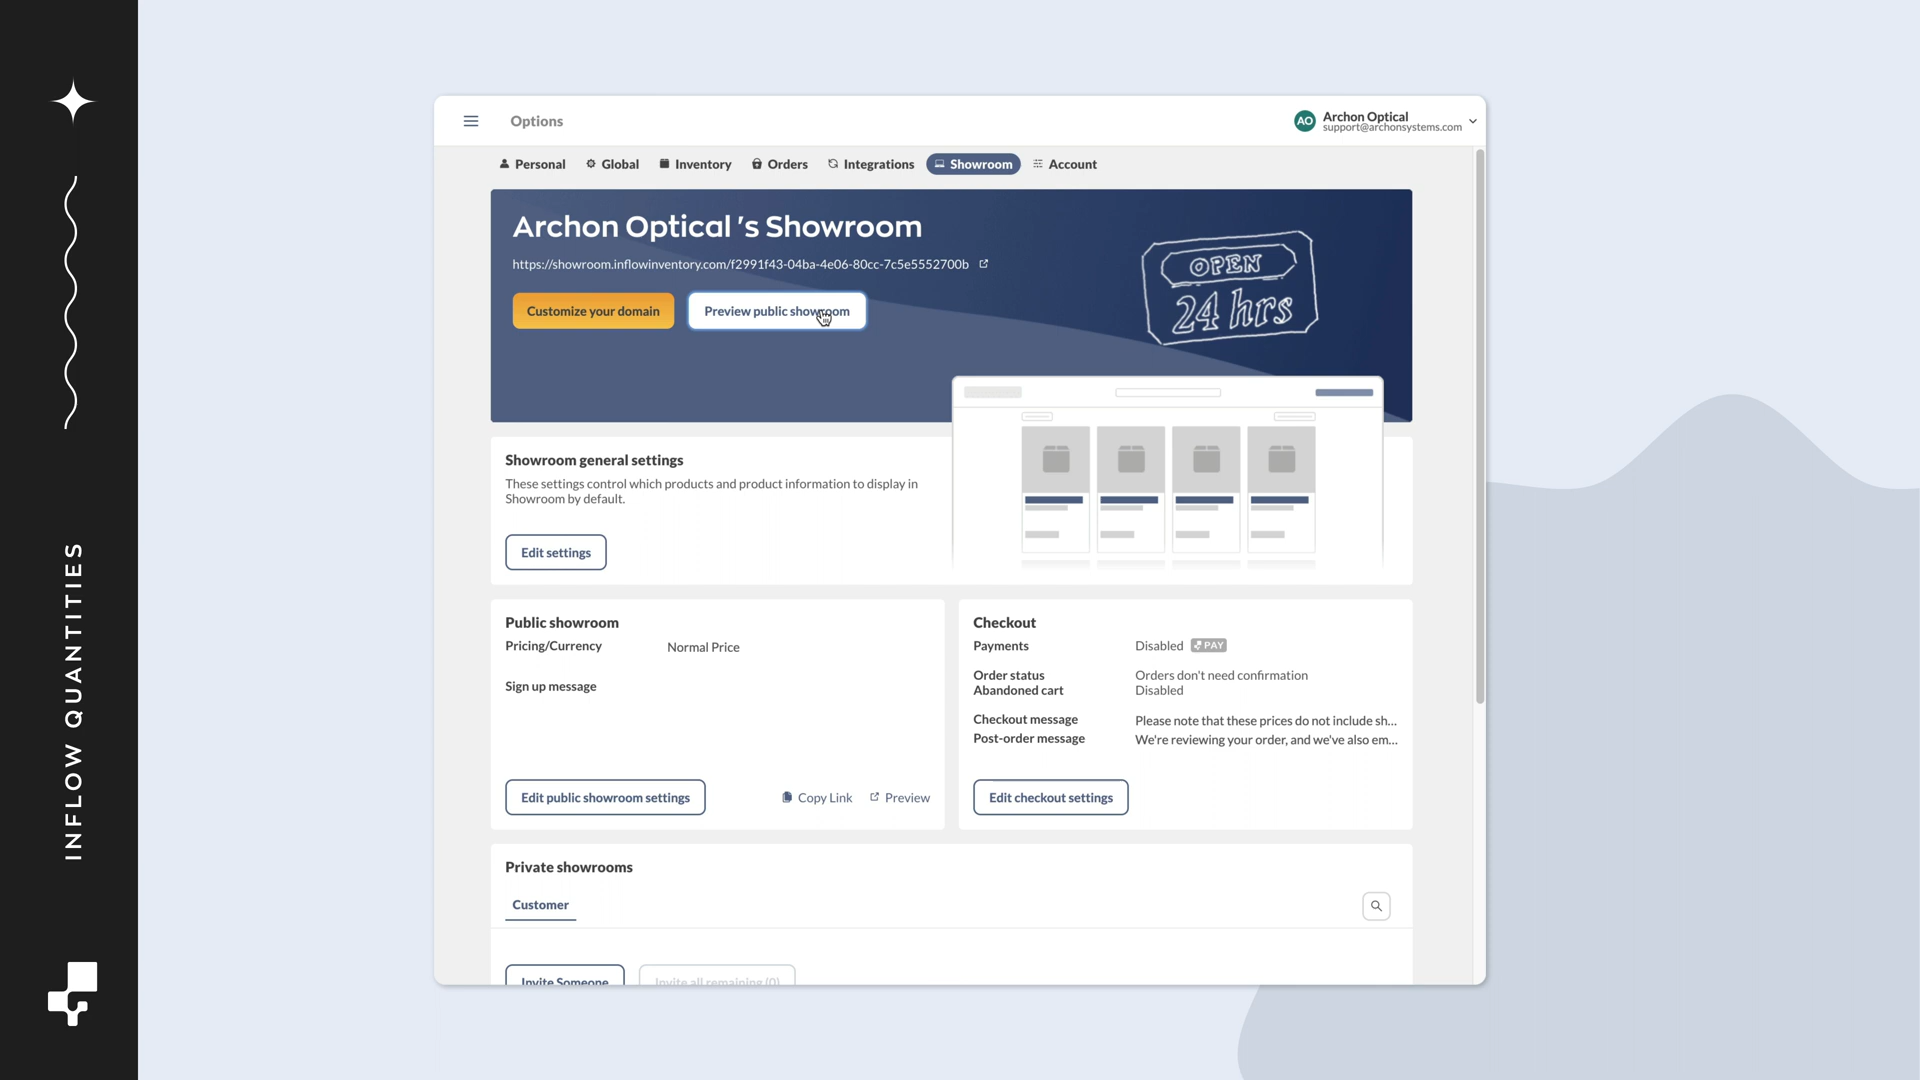 INFLOW QUANTITIES
Options
AO
Archon Optical
support@archonsystems.com
Personal
Global
Inventory
Orders
Integrations
Showroom
Account
Archon Optical 's Showroom
https://showroom.inflowinventory.com/f2991f43-04ba-4e06-80cc-7c5e5552700b
Customize your domain
Preview public showroom
OPEN
24 hrs
Showroom general settings
These settings control which products and product information to display in
Showroom by default.
Edit settings
Public showroom
Pricing/Currency Normal Price
Sign up message
Edit public showroom settings
Copy Link
Preview
Checkout
Payments Disabled PAY
Order status Orders don't need confirmation
Abandoned cart Disabled
Checkout message Please note that these prices do not include sh...
Post-order message We're reviewing your order, and we've also em...
Edit checkout settings
Private showrooms
Customer
Invite Someone
Invite all remaining (0)